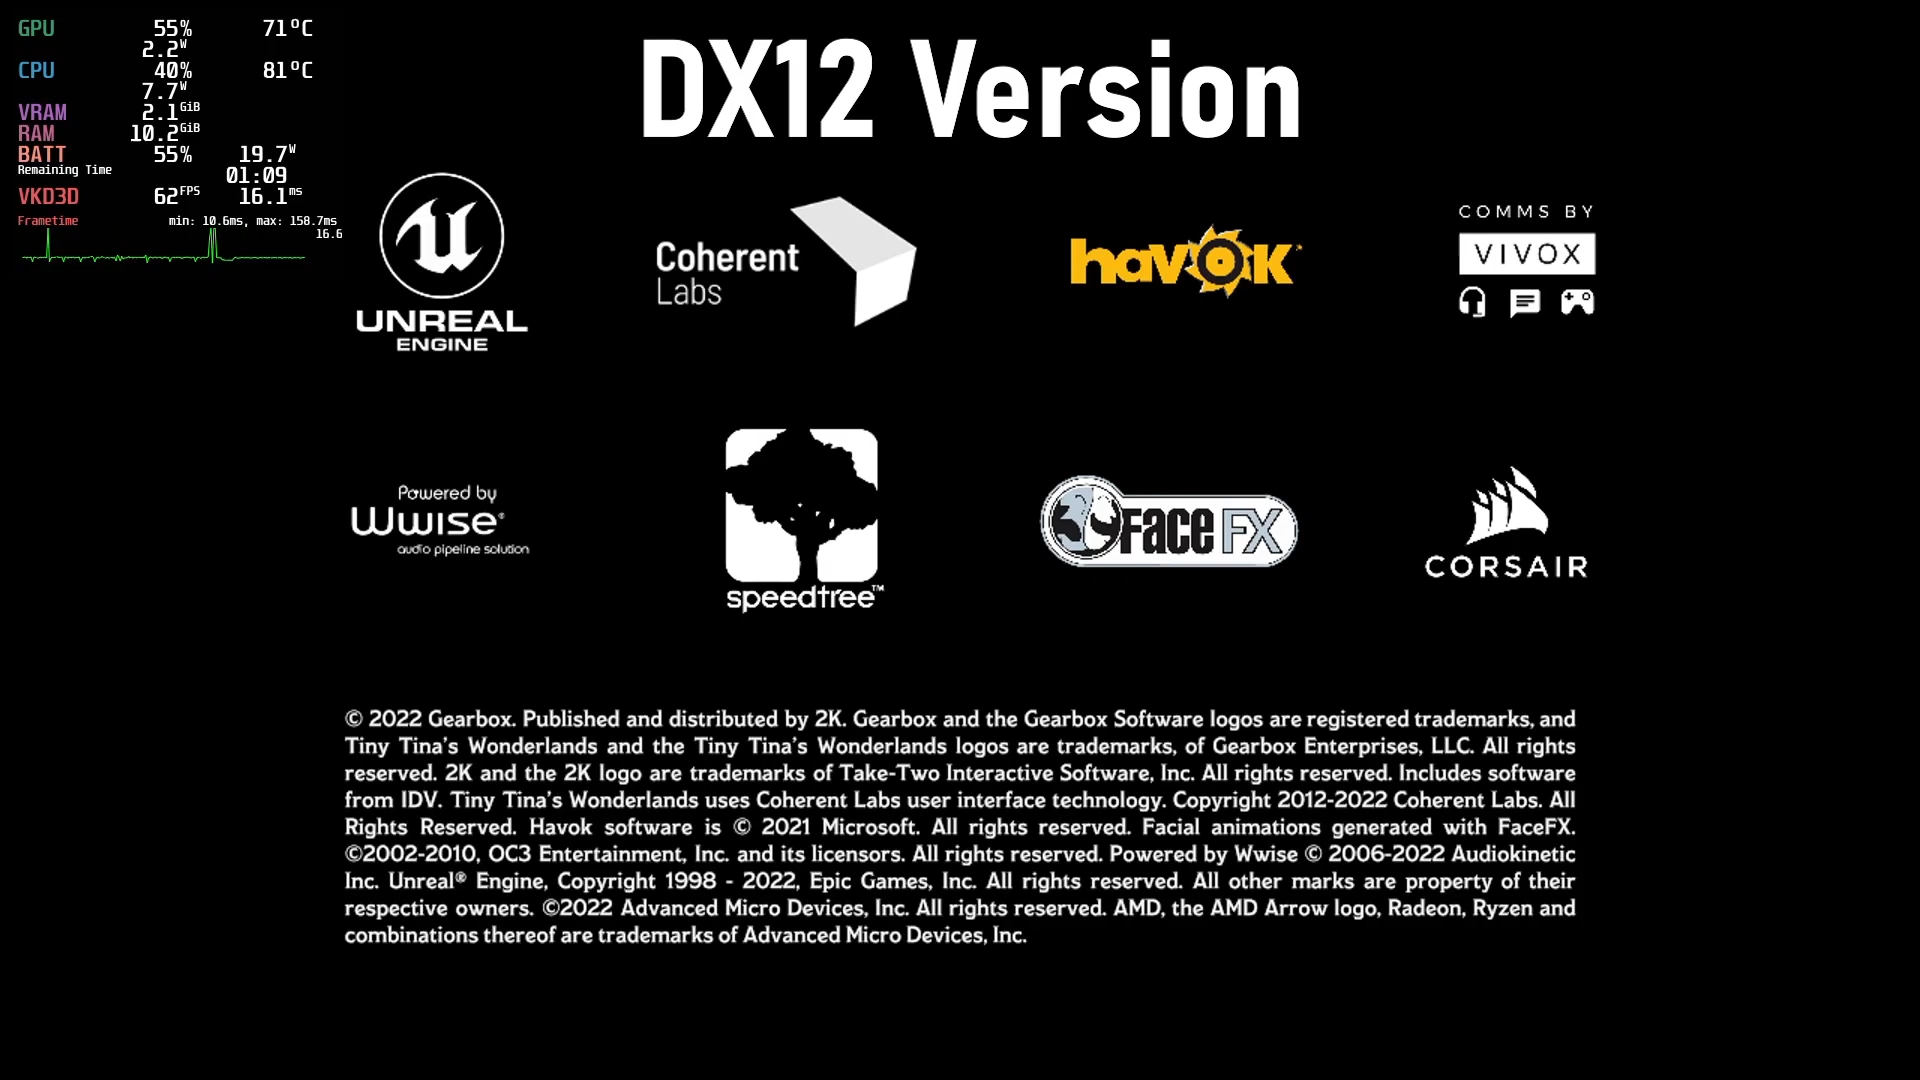 GPU 55% 71°C
2.2W
CPU 40% 81°C
7.7W
VRAM 2.1GiB
RAM 10.2GiB
BATT 55% 19.7W
Remaining Time 01:09
VKD3D 62FPS 16.1ms
Frametime min: 10.6ms, max: 158.7ms
16.6
DX12 Version
UNREAL
ENGINE
Coherent
Labs
havok
COMMS BY
VIVOX
Powered by
Wwise®
audio pipeline solution
speedtree™
FaceFX
CORSAIR
© 2022 Gearbox. Published and distributed by 2K. Gearbox and the Gearbox Software logos are registered trademarks, and
Tiny Tina's Wonderlands and the Tiny Tina's Wonderlands logos are trademarks, of Gearbox Enterprises, LLC. All rights
reserved. 2K and the 2K logo are trademarks of Take-Two Interactive Software, Inc. All rights reserved. Includes software
from IDV. Tiny Tina's Wonderlands uses Coherent Labs user interface technology. Copyright 2012-2022 Coherent Labs. All
Rights Reserved. Havok software is © 2021 Microsoft. All rights reserved. Facial animations generated with FaceFX.
©2002-2010, OC3 Entertainment, Inc. and its licensors. All rights reserved. Powered by Wwise © 2006-2022 Audiokinetic
Inc. Unreal® Engine, Copyright 1998 - 2022, Epic Games, Inc. All rights reserved. All other marks are property of their
respective owners. ©2022 Advanced Micro Devices, Inc. All rights reserved. AMD, the AMD Arrow logo, Radeon, Ryzen and
combinations thereof are trademarks of Advanced Micro Devices, Inc.